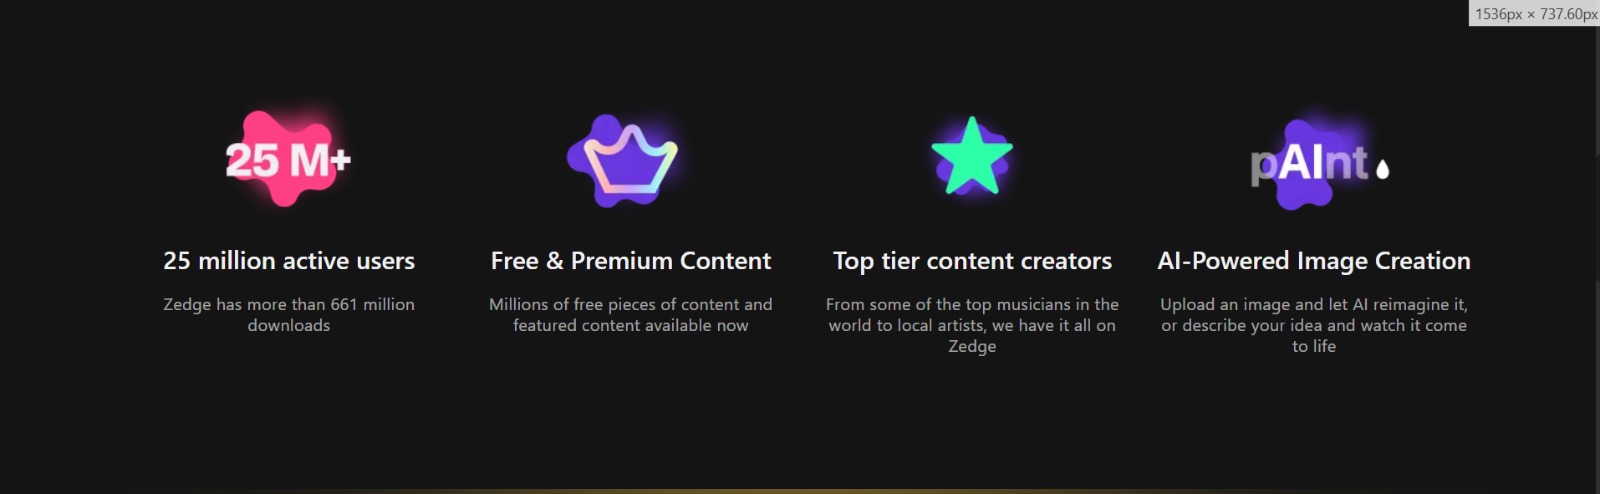 1536px × 737.60px
25 M+
pAInt
25 million active users
Zedge has more than 661 million
downloads
Free & Premium Content
Millions of free pieces of content and
featured content available now
Top tier content creators
From some of the top musicians in the
world to local artists, we have it all on
Zedge
AI-Powered Image Creation
Upload an image and let AI reimagine it,
or describe your idea and watch it come
to life